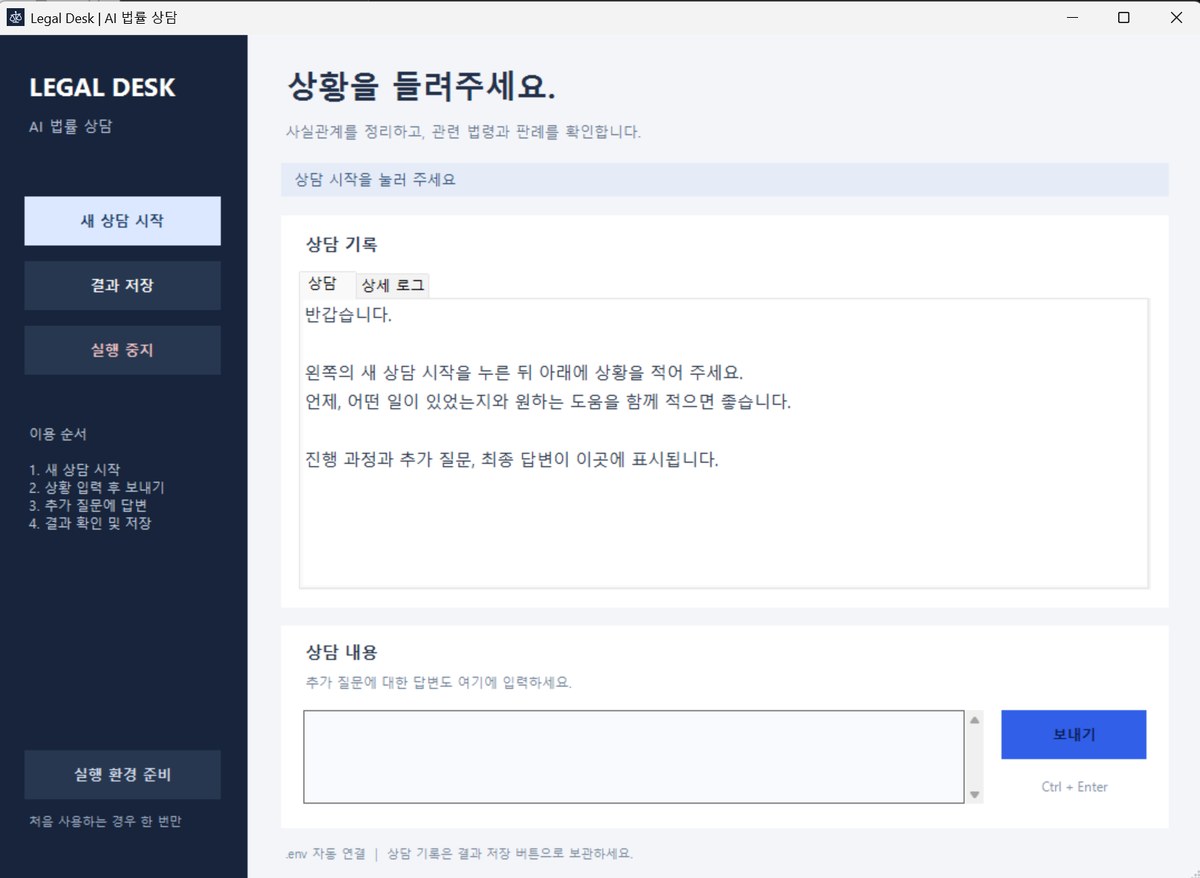 Legal Desk | AI 법률 상담
LEGAL DESK
AI 법률 상담
새 상담 시작
결과 저장
실행 중지
이용 순서
1. 새 상담 시작
2. 상황 입력 후 보내기
3. 추가 질문에 답변
4. 결과 확인 및 저장
실행 환경 준비
처음 사용하는 경우 한 번만
상황을 들려주세요.
사실관계를 정리하고, 관련 법령과 판례를 확인합니다.
상담 시작을 눌러 주세요
상담 기록
상담 상세 로그
반갑습니다.
왼쪽의 새 상담 시작을 누른 뒤 아래에 상황을 적어 주세요.
언제, 어떤 일이 있었는지와 원하는 도움을 함께 적으면 좋습니다.
진행 과정과 추가 질문, 최종 답변이 이곳에 표시됩니다.
상담 내용
추가 질문에 대한 답변도 여기에 입력하세요.
보내기
Ctrl + Enter
.env 자동 연결 | 상담 기록은 결과 저장 버튼으로 보관하세요.